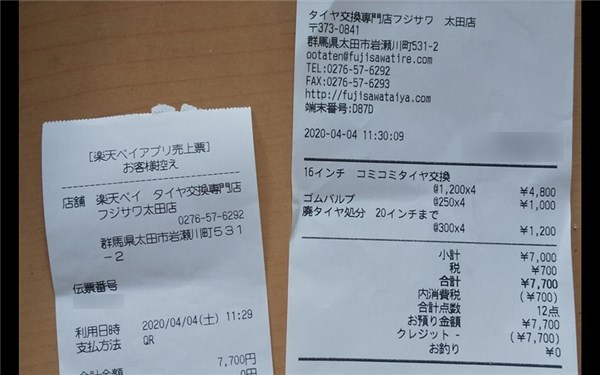 [楽天ペイアプリ売上票]
お客様控え
店舗 楽天ペイ タイヤ交換専門店
フジサワ太田店
0276-57-6292
群馬県太田市岩瀬川町531
-2
伝票番号
利用日時 2020/04/04(土) 11:29
支払方法 QR
合計金額 7,700円
0円
タイヤ交換専門店フジサワ 太田店
〒373-0841
群馬県太田市岩瀬川町531-2
ootaten@fujisawatire.com
TEL:0276-57-6292
FAX:0276-57-6293
http://fujisawataiya.com
端末番号:D87D
2020-04-04 11:30:09
16インチ コミコミタイヤ交換
@1,200x4 ¥4,800
ゴムバルブ @250x4 ¥1,000
廃タイヤ処分 20インチまで
@300x4 ¥1,200
小計 ¥7,000
税 ¥700
合計 ¥7,700
内消費税 (¥700)
合計点数 12点
お預り金額 ¥7,700
クレジット - (¥7,700)
お釣り ¥0